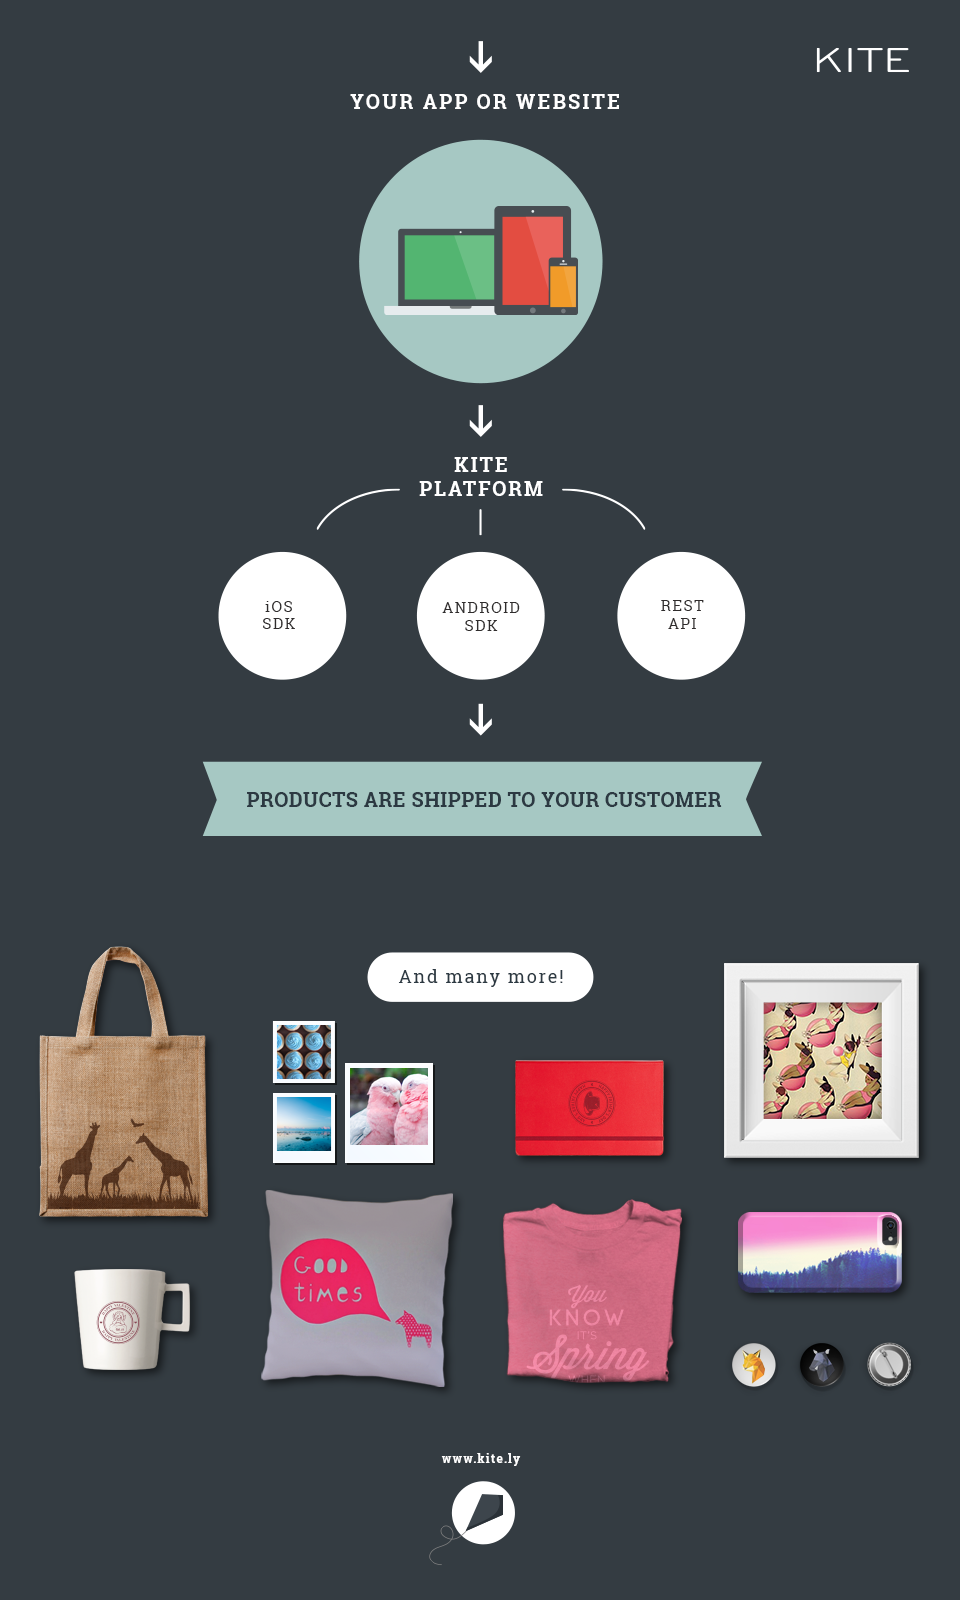 KITE
YOUR APP OR WEBSITE
KITE
PLATFORM
iOS
SDK
ANDROID
SDK
REST
API
PRODUCTS ARE SHIPPED TO YOUR CUSTOMER
And many more!
GOOD
times
You
KNOW
IT'S
Spring
WHEN
www.kite.ly